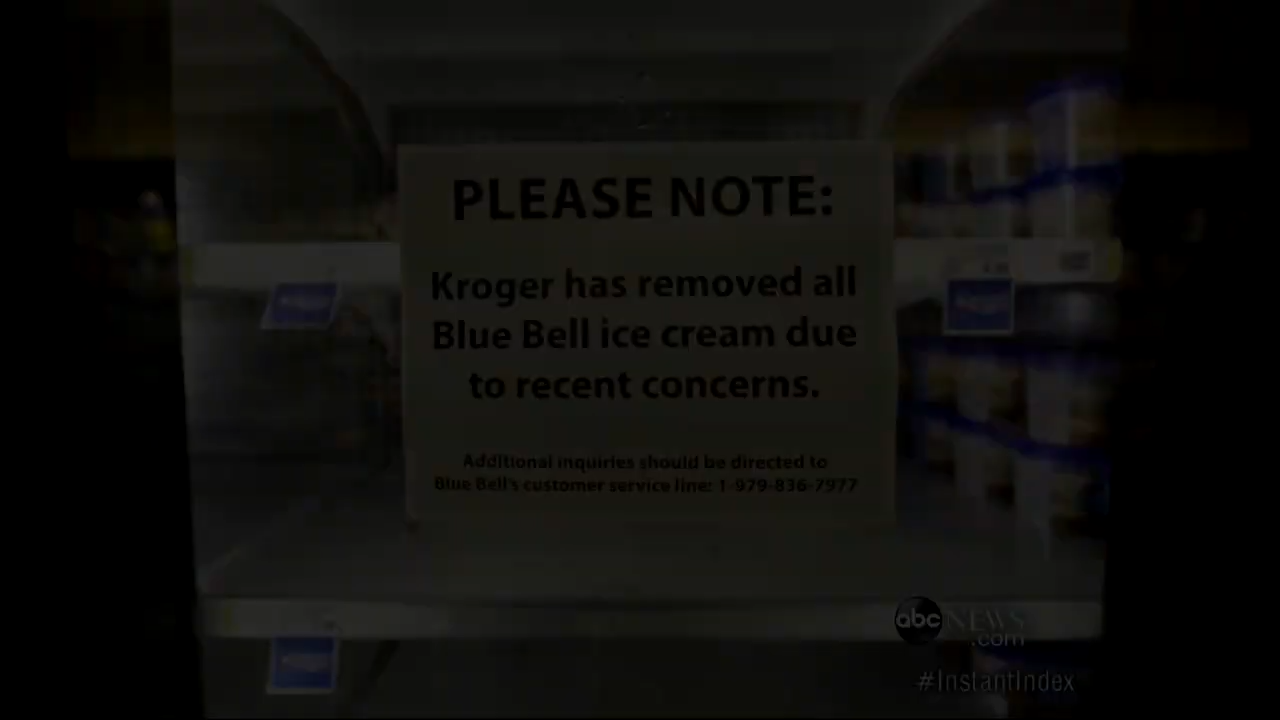 PLEASE NOTE:
Kroger has removed all
Blue Bell ice cream due
to recent concerns.
Additional inquiries should be directed to
Blue Bell's customer service line: 1-979-836-7977
abc NEWS
.com
#InstantIndex